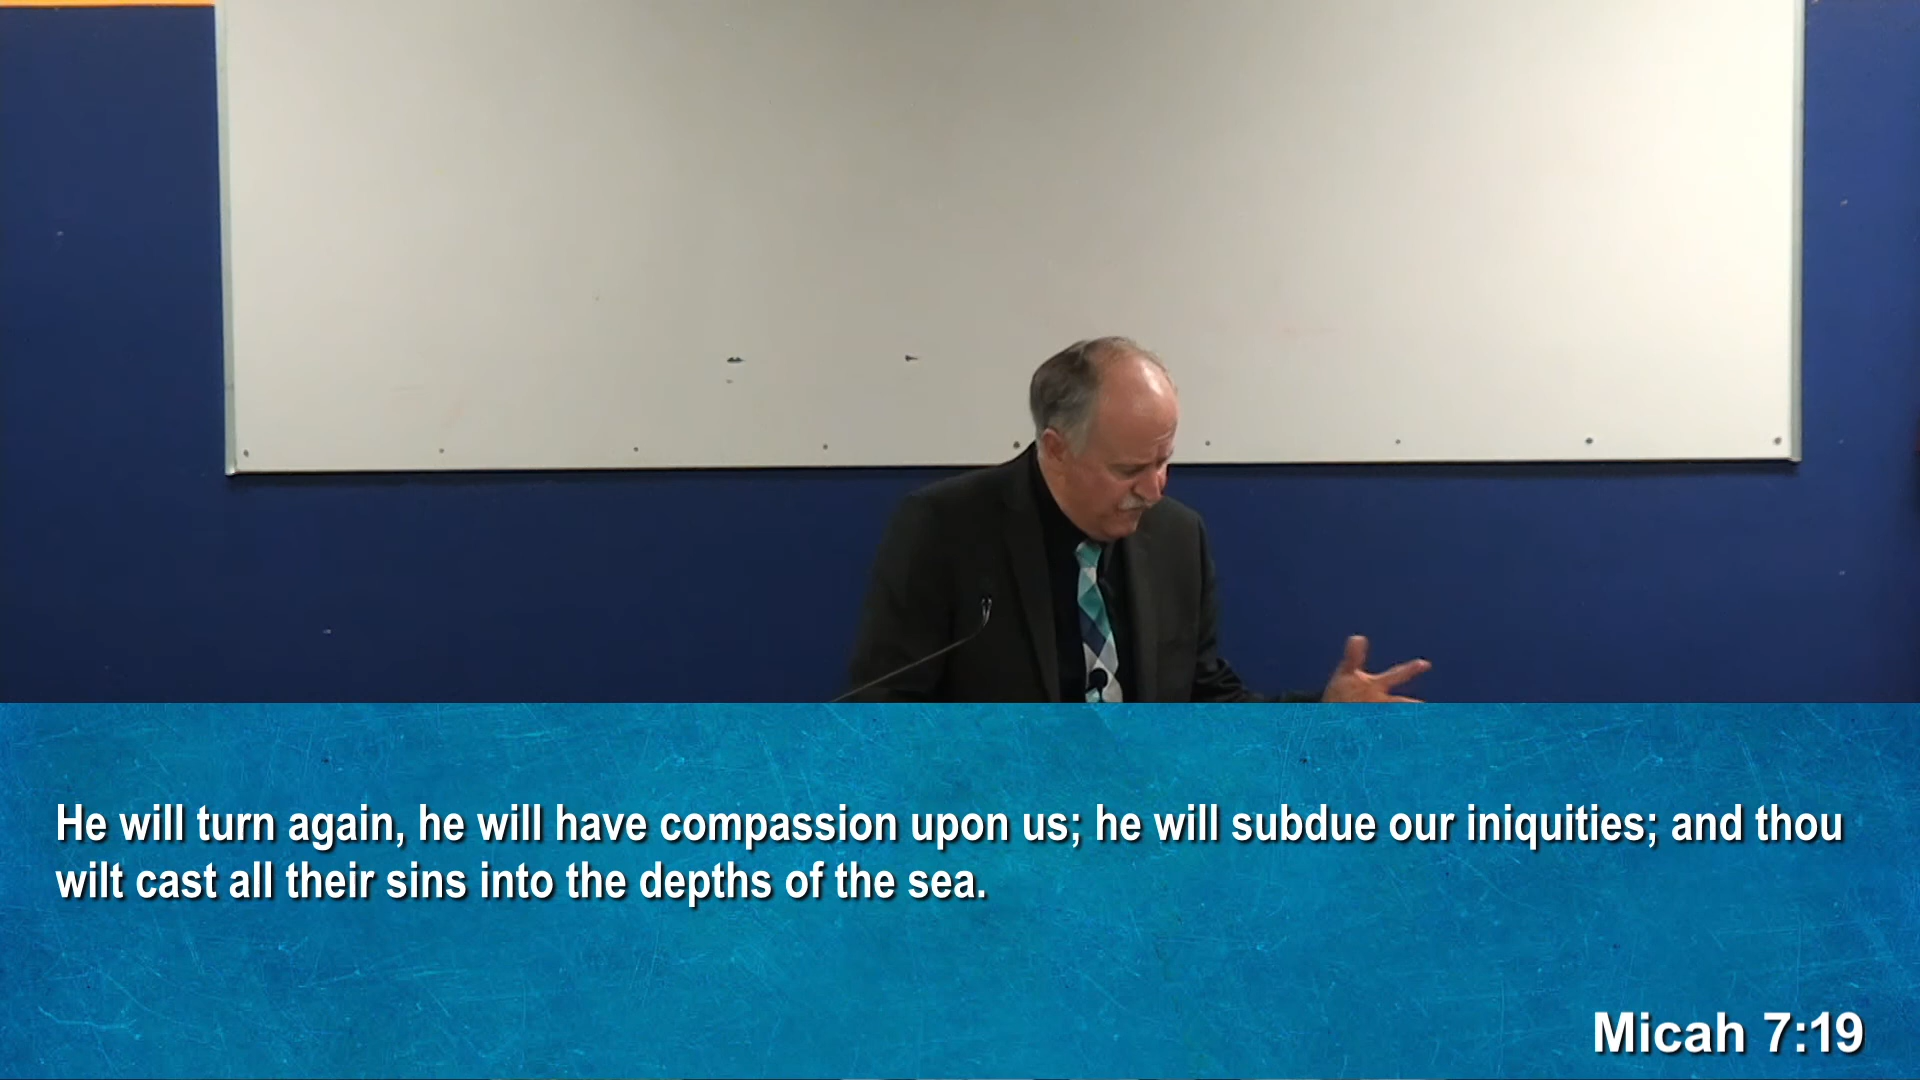 He will turn again, he will have compassion upon us; he will subdue our iniquities; and thou
wilt cast all their sins into the depths of the sea.
Micah 7:19